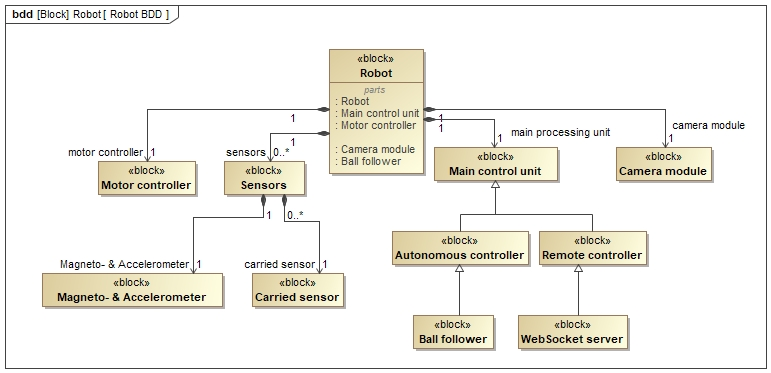 bdd [Block] Robot [ Robot BDD ]
«block»
Robot
parts
: Robot
: Main control unit
: Motor controller
: Camera module
: Ball follower
1
1
1
1
motor controller
1
sensors
0..*
main processing unit
1
camera module
1
«block»
Motor controller
«block»
Sensors
«block»
Main control unit
«block»
Camera module
1
0..*
Magneto- & Accelerometer
1
carried sensor
1
«block»
Autonomous controller
«block»
Remote controller
«block»
Magneto- & Accelerometer
«block»
Carried sensor
«block»
Ball follower
«block»
WebSocket server